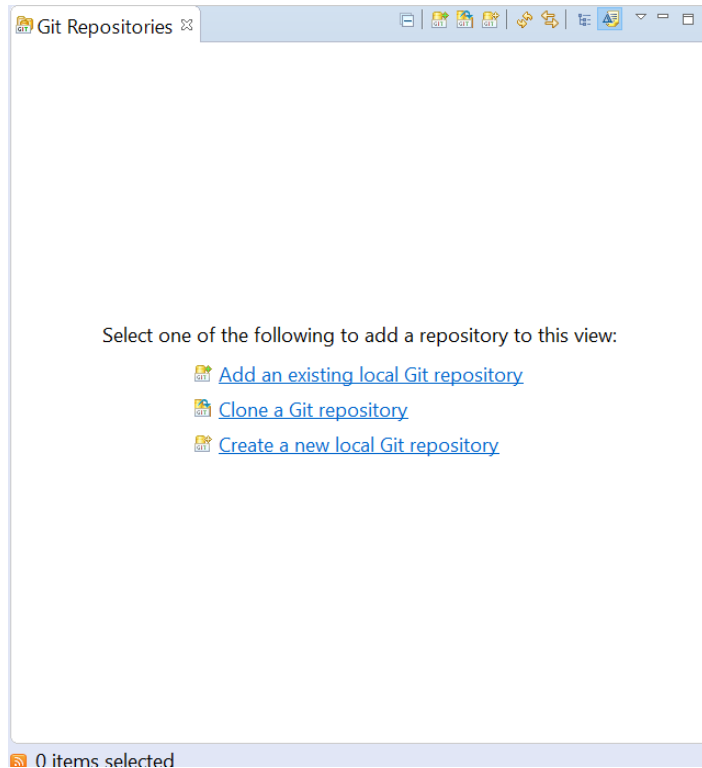 Git Repositories
Select one of the following to add a repository to this view:
Add an existing local Git repository
Clone a Git repository
Create a new local Git repository
0 items selected